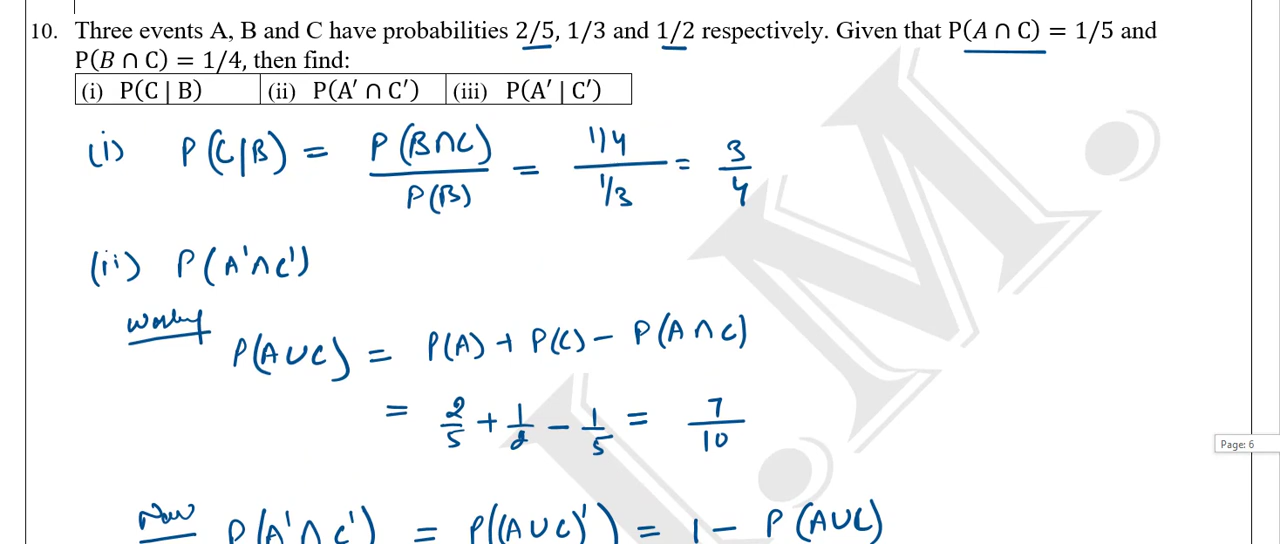 10. Three events A, B and C have probabilities 2/5, 1/3 and 1/2 respectively. Given that P(A ∩ C) = 1/5 and
P(B ∩ C) = 1/4, then find:
(i) P(C | B) (ii) P(A′ ∩ C′) (iii) P(A′ | C′)
(i) P(C|B) = P(B∩C) / P(B) = 1/4 / 1/3 = 3/4
(ii) P(A'∩C')
P(A∪C) = P(A) + P(C) − P(A∩C)
= 2/5 + 1/2 − 1/5 = 7/10
Page: 6
Now P(A'∩C') = P((A∪C)') = 1 − P(A∪C)
I.M.